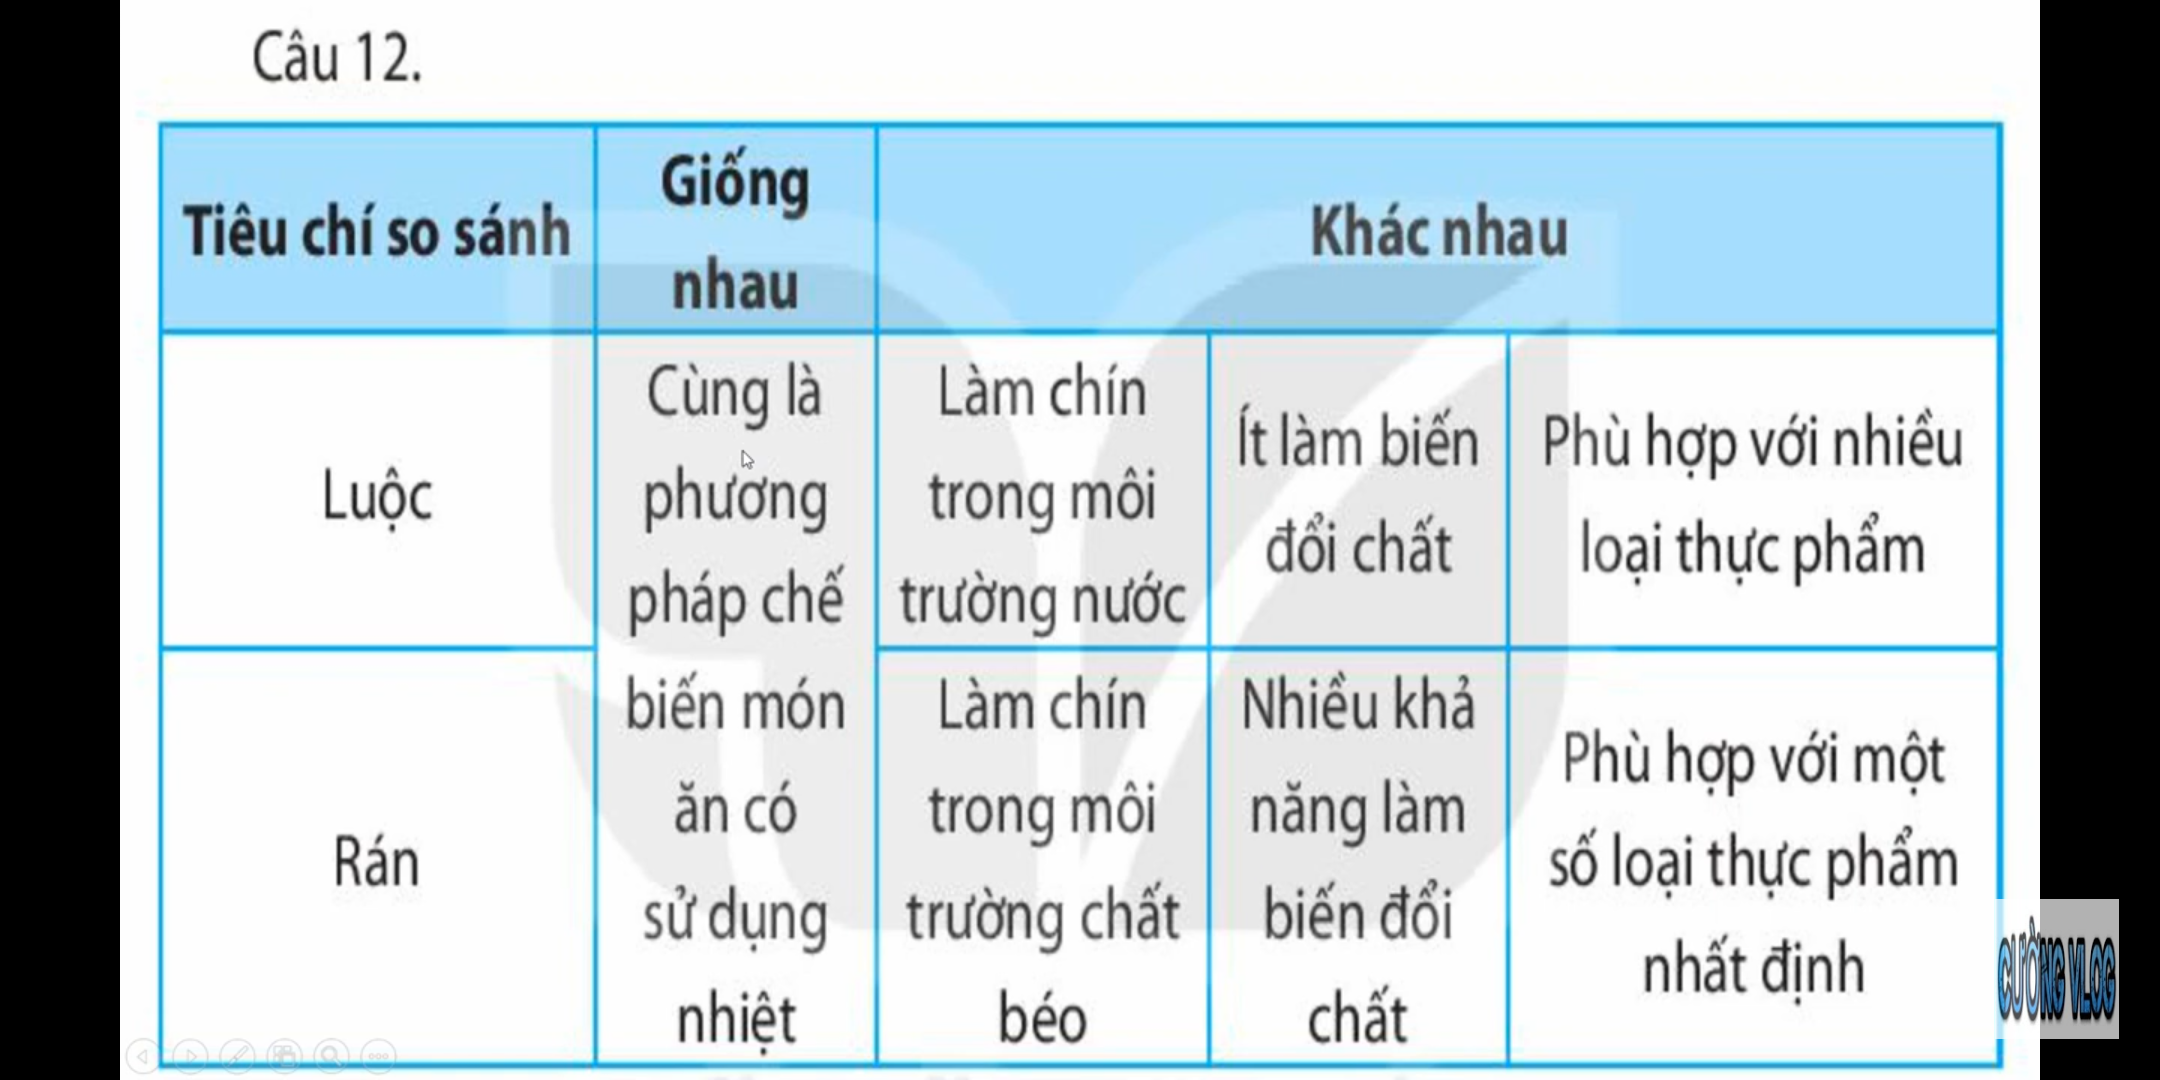 Câu 12.
Tiêu chí so sánh
Giống
nhau
Khác nhau
Luộc
Cùng là
phương
pháp chế
biến món
ăn có
sử dụng
nhiệt
Làm chín
trong môi
trường nước
Ít làm biến
đổi chất
Phù hợp với nhiều
loại thực phẩm
Rán
Làm chín
trong môi
trường chất
béo
Nhiều khả
năng làm
biến đổi
chất
Phù hợp với một
số loại thực phẩm
nhất định
CƯỜNG VLOG